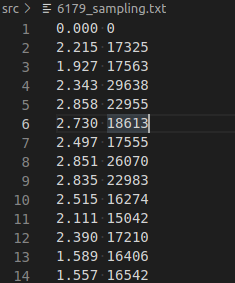 src > 6179_sampling.txt
1 0.000 0
2 2.215 17325
3 1.927 17563
4 2.343 29638
5 2.858 22955
6 2.730 18613
7 2.497 17555
8 2.851 26070
9 2.835 22983
10 2.515 16274
11 2.111 15042
12 2.390 17210
13 1.589 16406
14 1.557 16542